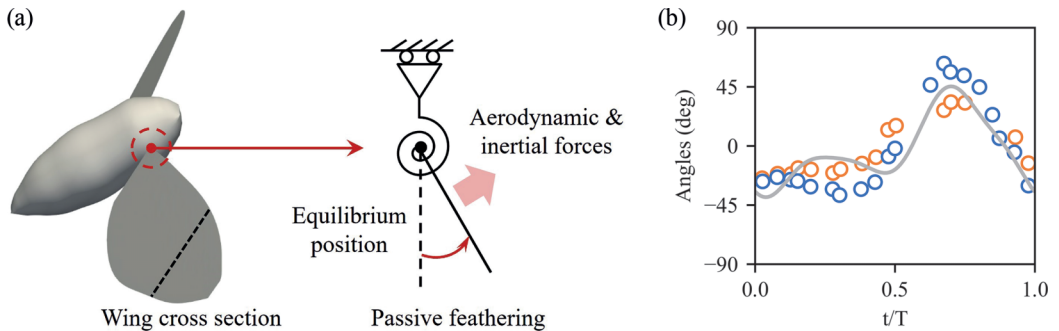 (a)
Aerodynamic &
inertial forces
Equilibrium
position
Wing cross section
Passive feathering
(b)
Angles (deg)
90
45
0
−45
−90
0.0
0.5
1.0
t/T